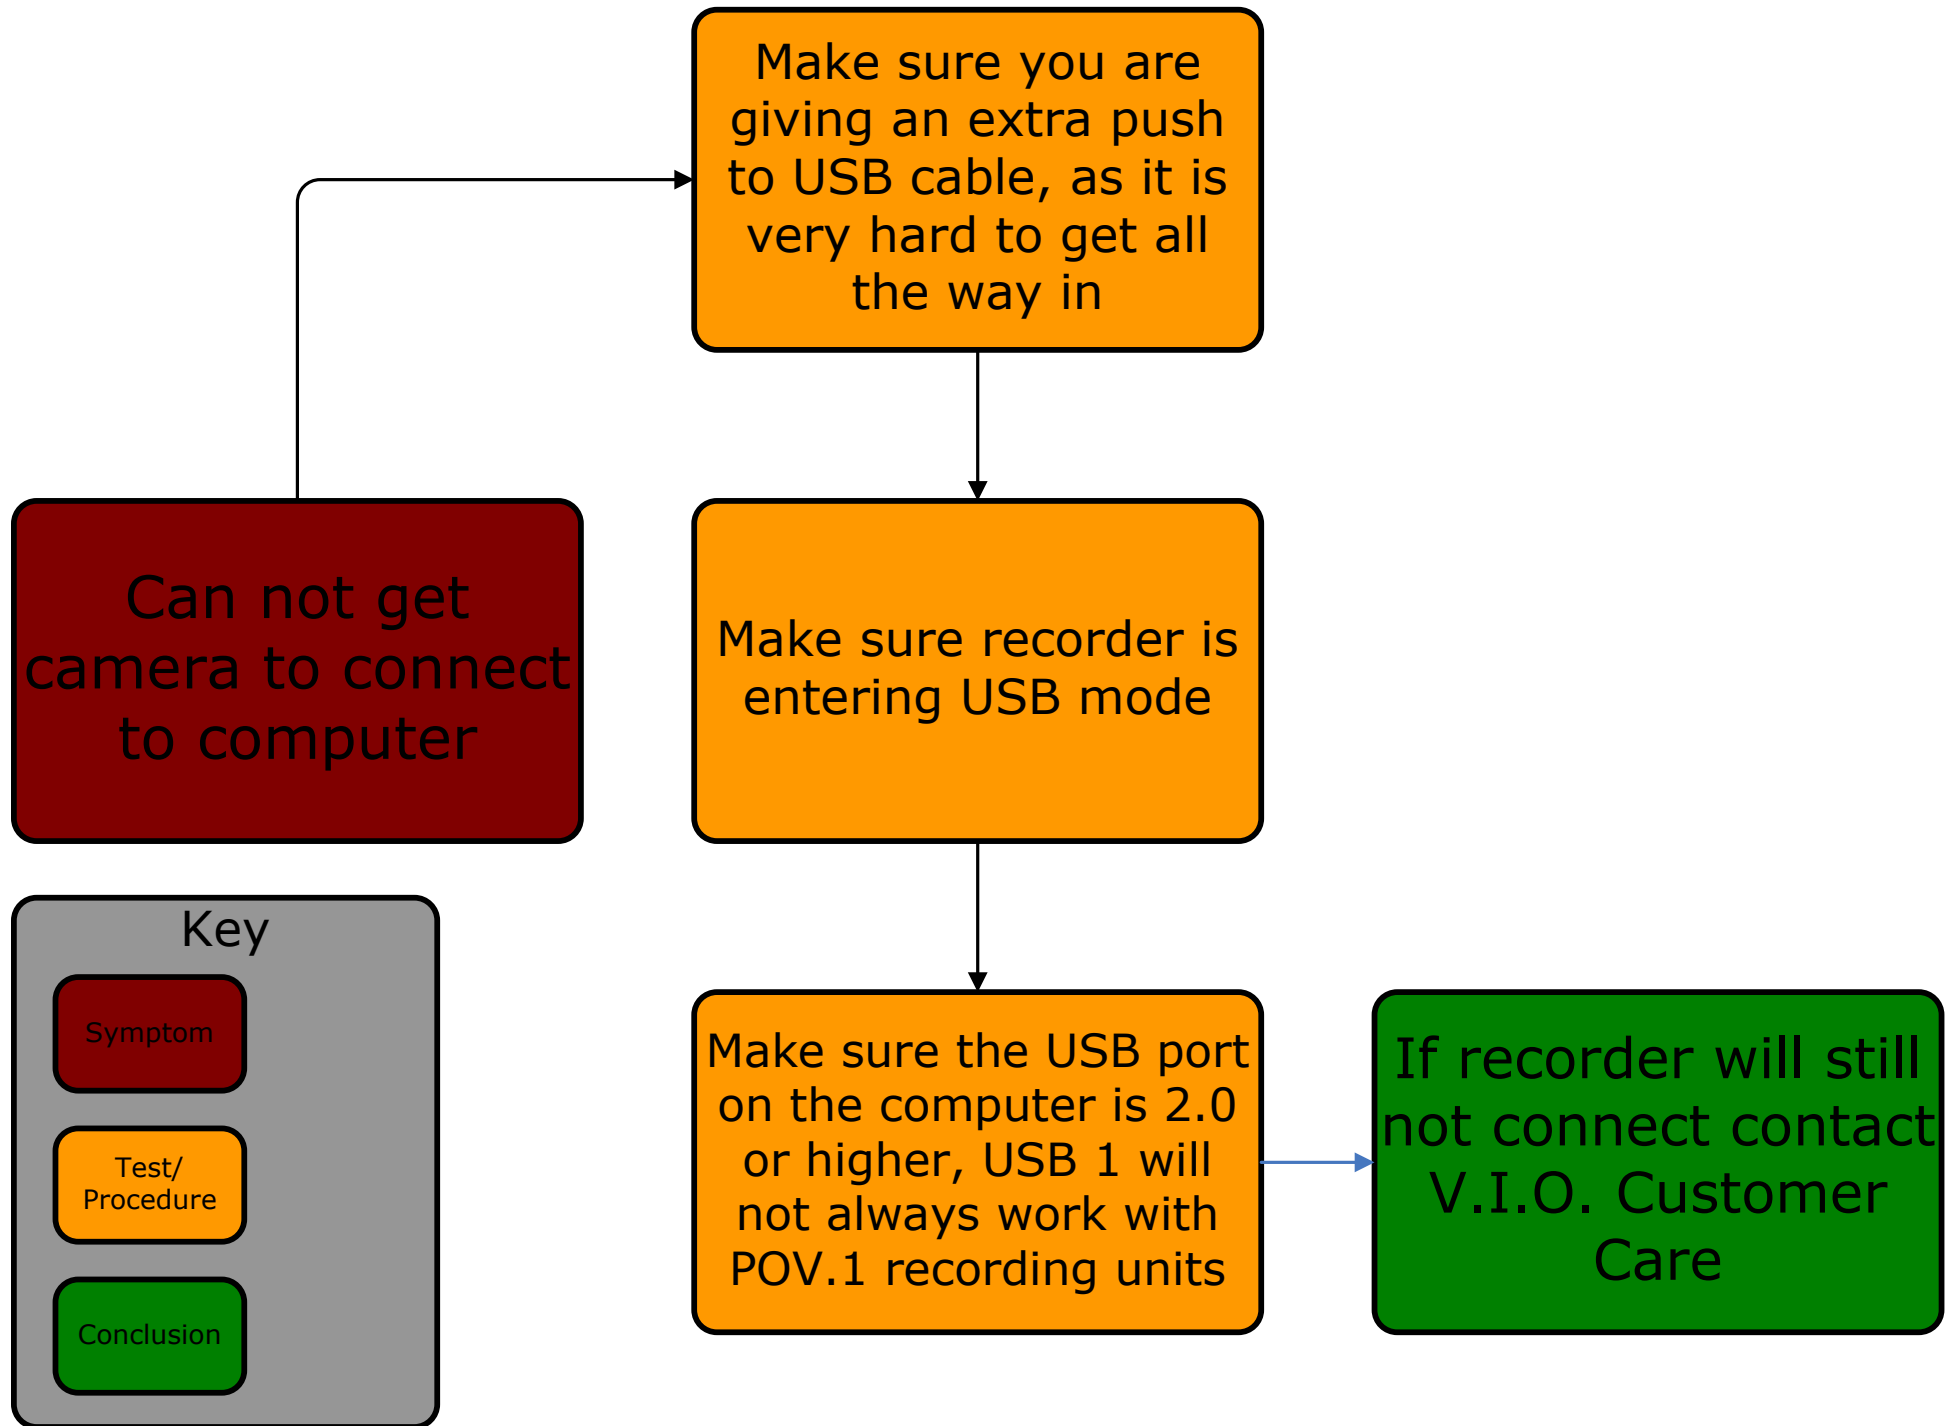 Make sure you are
giving an extra push
to USB cable, as it is
very hard to get all
the way in
Can not get
camera to connect
to computer
Make sure recorder is
entering USB mode
Make sure the USB port
on the computer is 2.0
or higher, USB 1 will
not always work with
POV.1 recording units
If recorder will still
not connect contact
V.I.O. Customer
Care
Key
Symptom
Test/
Procedure
Conclusion